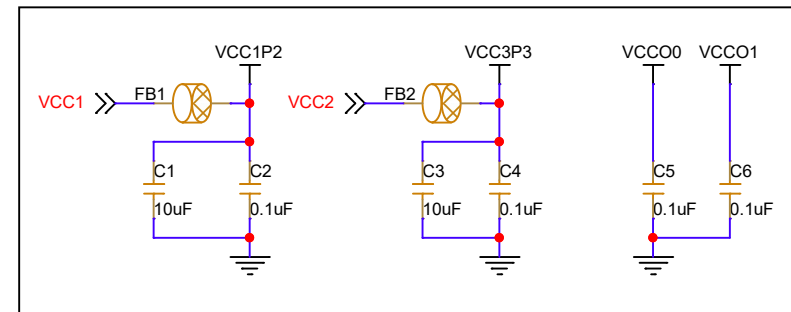 VCC1P2 VCC3P3 VCCO0 VCCO1
FB1 FB2
VCC1 VCC2
C1 C2 C3 C4 C5 C6
10uF 0.1uF 10uF 0.1uF 0.1uF 0.1uF